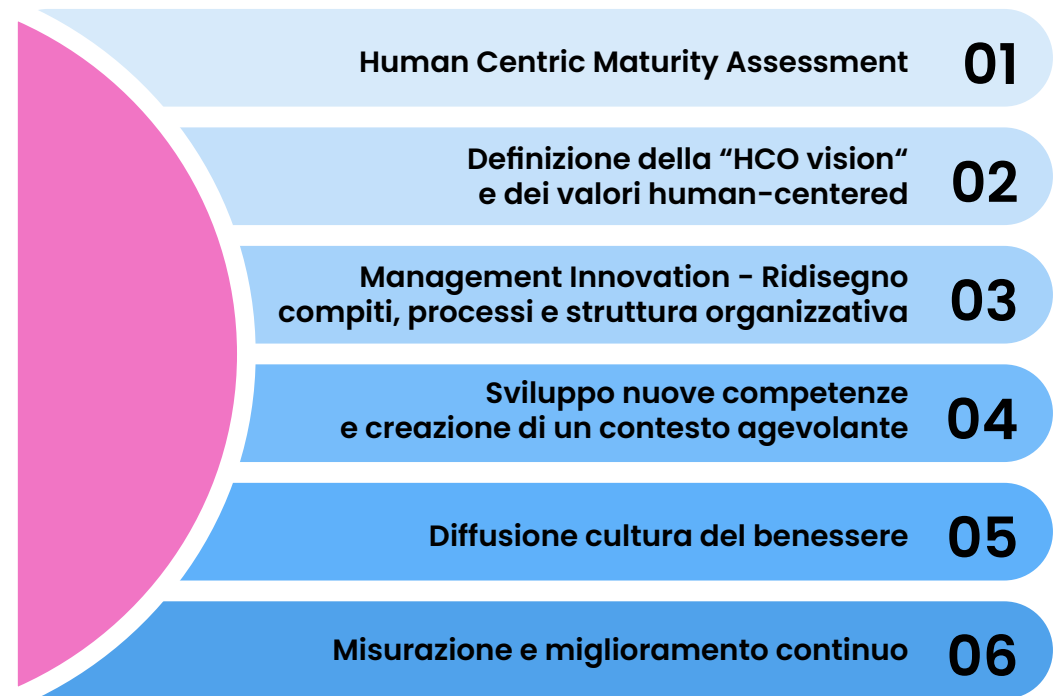 Human Centric Maturity Assessment
01
Definizione della “HCO vision“
e dei valori human-centered
02
Management Innovation - Ridisegno
compiti, processi e struttura organizzativa
03
Sviluppo nuove competenze
e creazione di un contesto agevolante
04
Diffusione cultura del benessere
05
Misurazione e miglioramento continuo
06